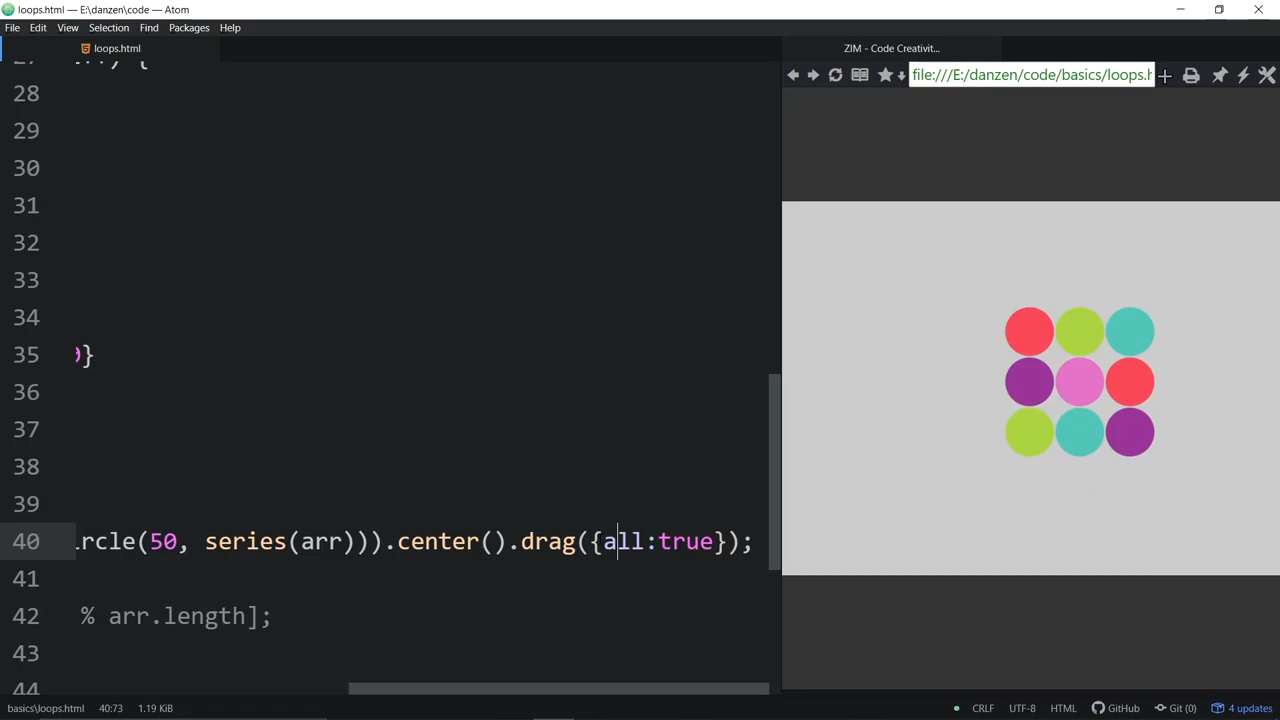 loops.html — E:\danzen\code — Atom
File Edit View Selection Find Packages Help
loops.html
ZIM - Code Creativit...
file:///E:/danzen/code/basics/loops.h
) {
28
29
30
31
32
33
34
35 }
36
37
38
39
40 ircle(50, series(arr))).center().drag({all:true});
41
42 % arr.length];
43
44
basics\loops.html 40:73 1.19 KiB CRLF UTF-8 HTML GitHub Git (0) 4 updates